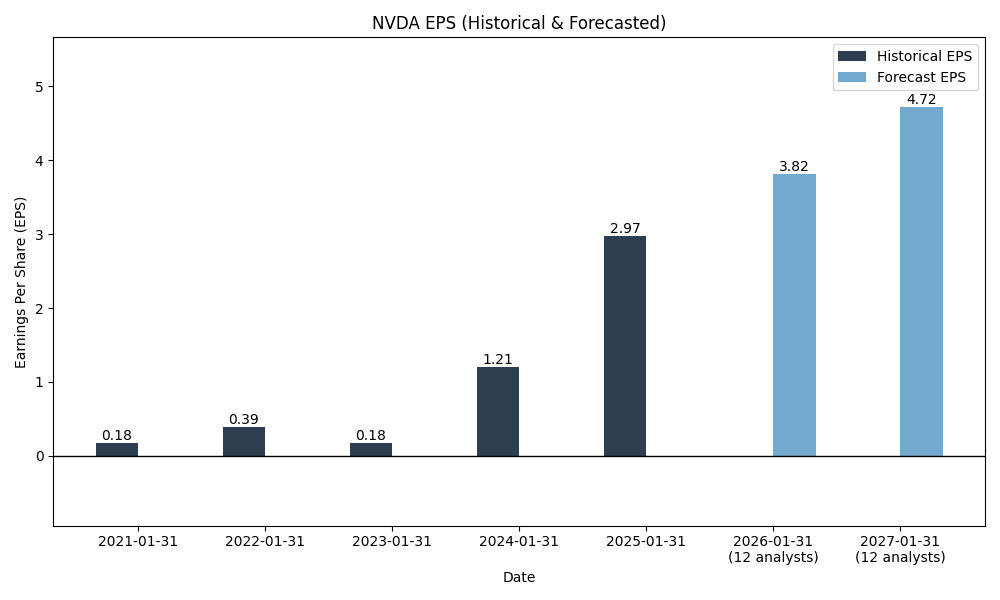 NVDA EPS (Historical & Forecasted)
Historical EPS
Forecast EPS
Earnings Per Share (EPS)
5
4
3
2
1
0
0.18
0.39
0.18
1.21
2.97
3.82
4.72
2021-01-31
2022-01-31
2023-01-31
2024-01-31
2025-01-31
2026-01-31
(12 analysts)
2027-01-31
(12 analysts)
Date